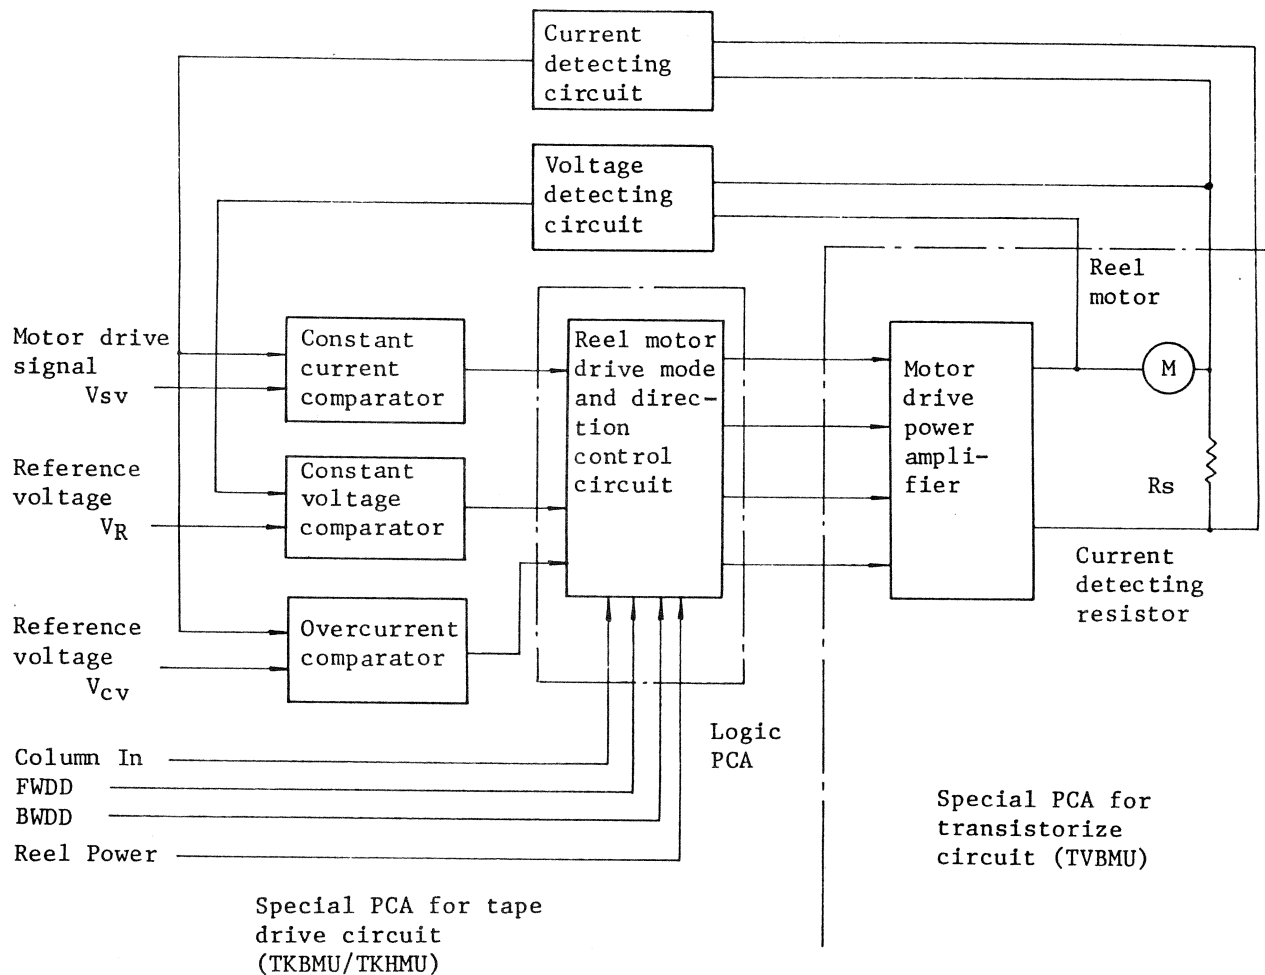 Current
detecting
circuit
Voltage
detecting
circuit
Reel
motor
Motor drive
signal
Vsv
Constant
current
comparator
Reel motor
drive mode
and direc-
tion
control
circuit
Motor
drive
power
ampli-
fier
M
Reference
voltage
VR
Constant
voltage
comparator
Rs
Current
detecting
resistor
Reference
voltage
Vcv
Overcurrent
comparator
Logic
PCA
Column In
FWDD
BWDD
Reel Power
Special PCA for
transistorize
circuit (TVBMU)
Special PCA for tape
drive circuit
(TKBMU/TKHMU)